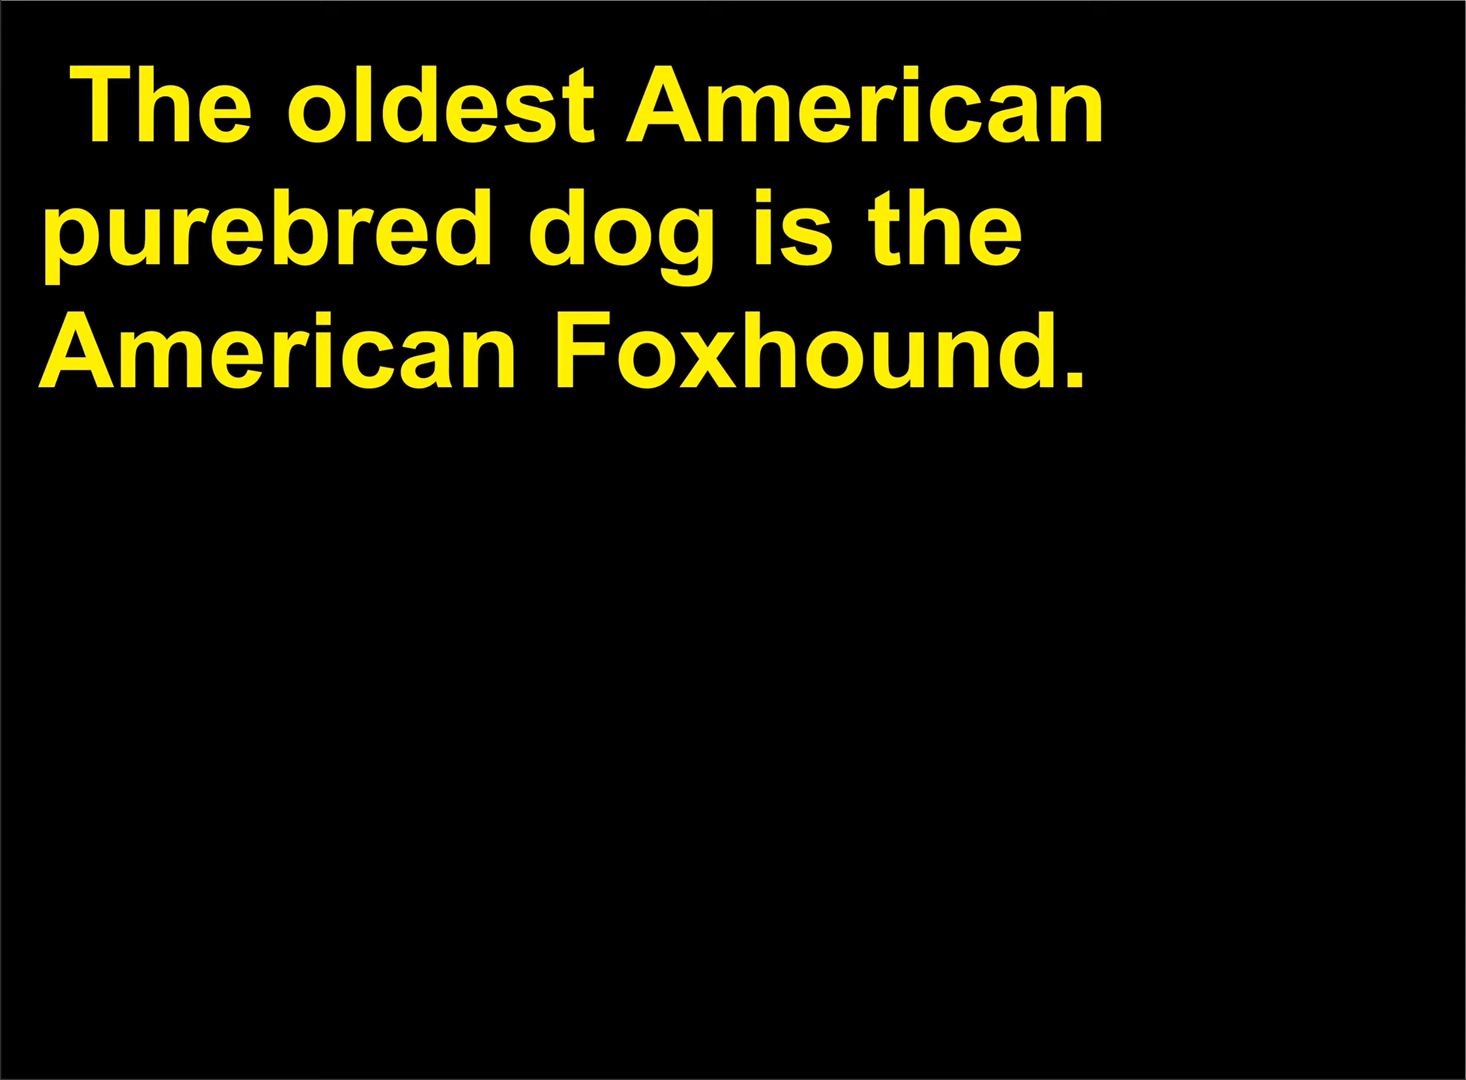 The oldest American
purebred dog is the
American Foxhound.